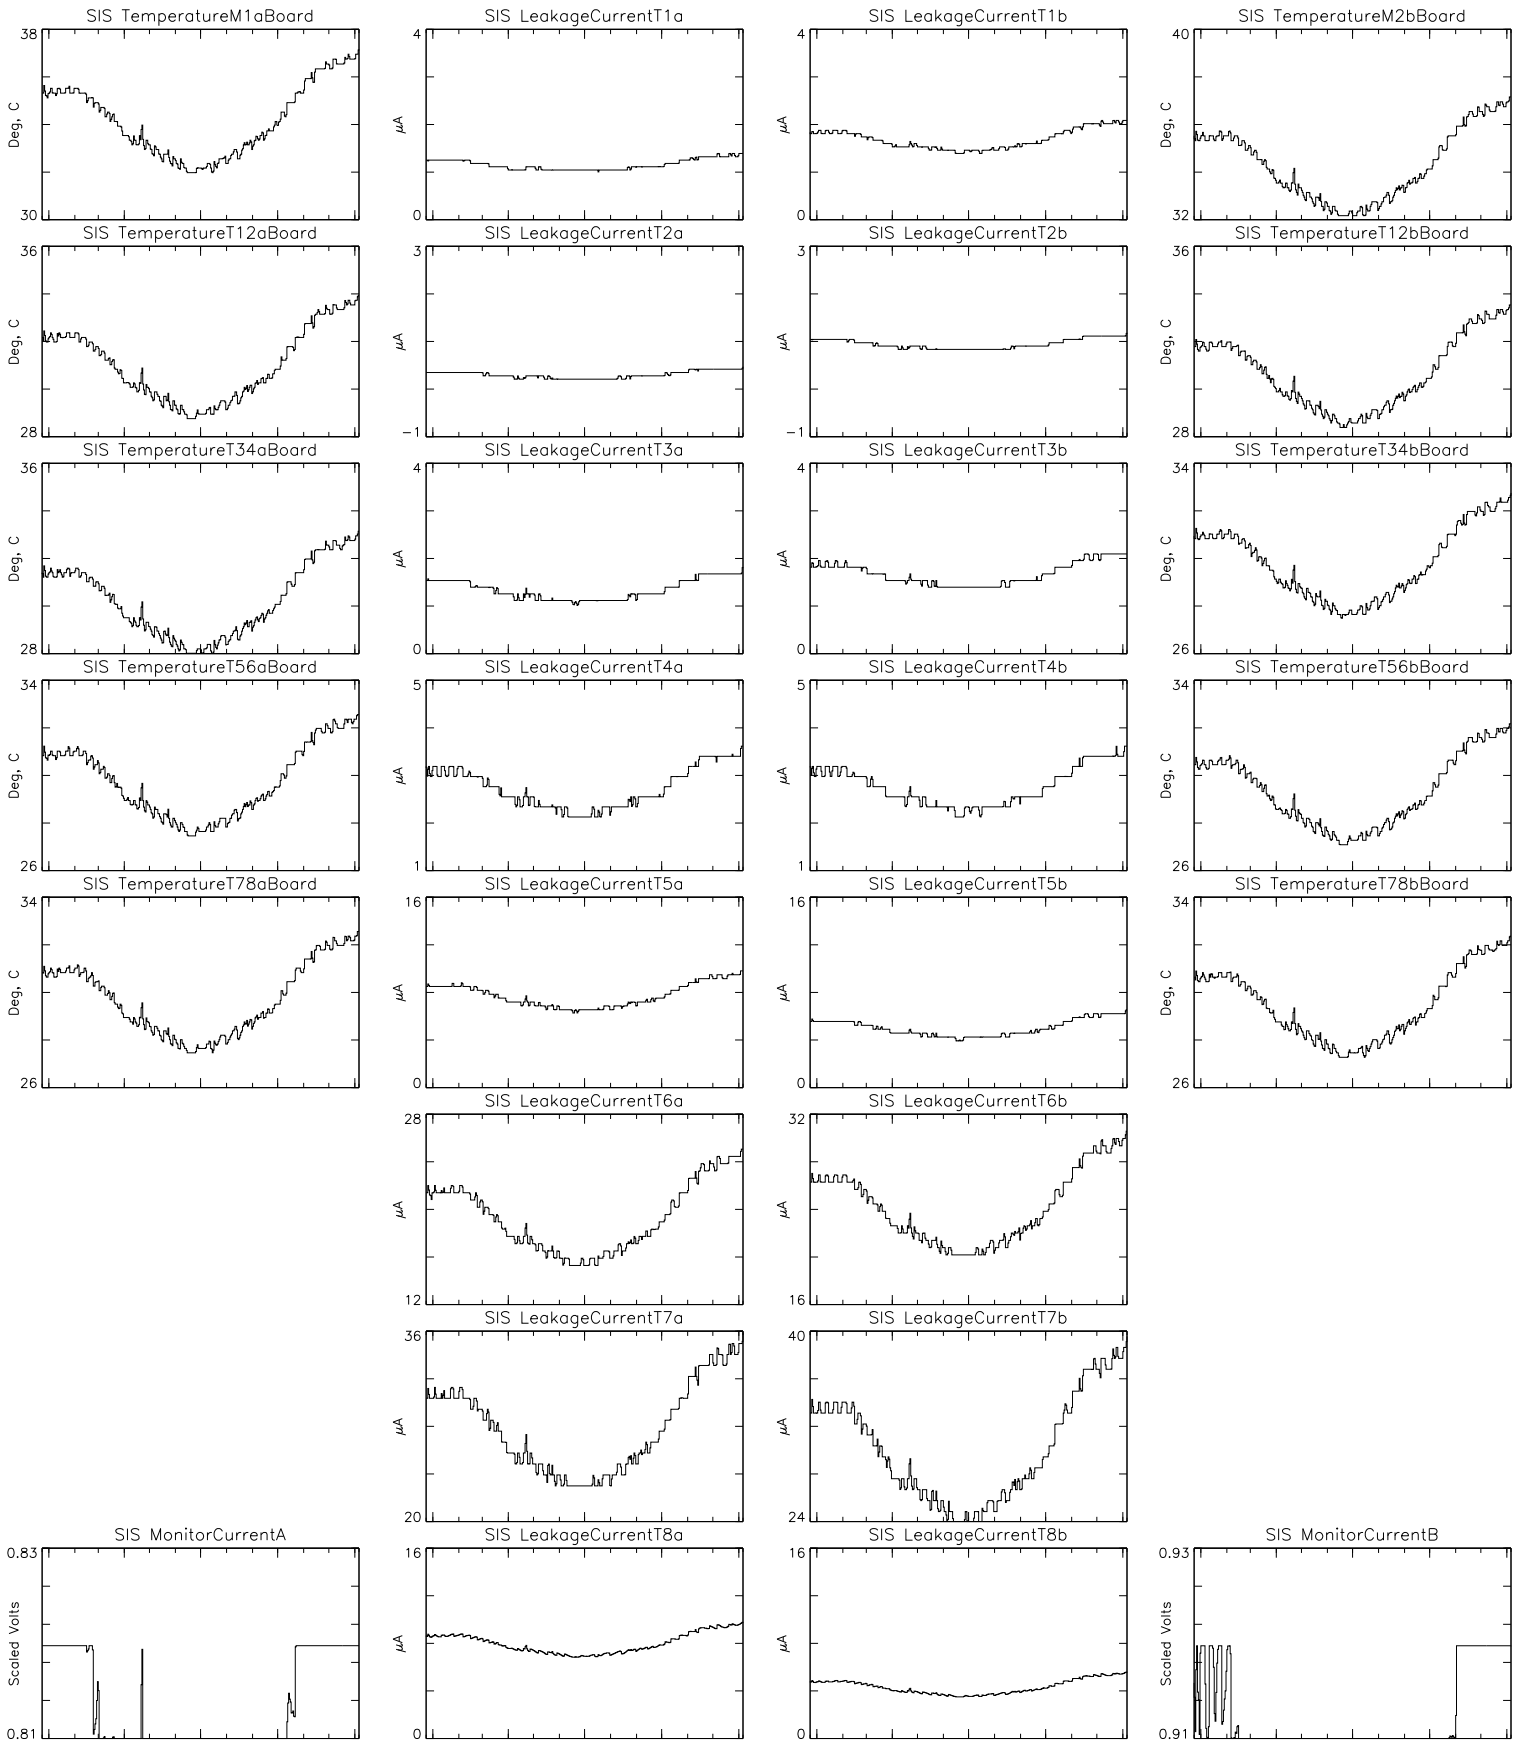 SIS TemperatureM1aBoard
SIS LeakageCurrentT1a
SIS LeakageCurrentT1b
SIS TemperatureM2bBoard
38
Deg, C
30
4
μA
0
4
μA
0
40
Deg, C
32
SIS TemperatureT12aBoard
SIS LeakageCurrentT2a
SIS LeakageCurrentT2b
SIS TemperatureT12bBoard
36
Deg, C
28
3
μA
-1
3
μA
-1
36
Deg, C
28
SIS TemperatureT34aBoard
SIS LeakageCurrentT3a
SIS LeakageCurrentT3b
SIS TemperatureT34bBoard
36
Deg, C
28
4
μA
0
4
μA
0
34
Deg, C
26
SIS TemperatureT56aBoard
SIS LeakageCurrentT4a
SIS LeakageCurrentT4b
SIS TemperatureT56bBoard
34
Deg, C
26
5
μA
1
5
μA
1
34
Deg, C
26
SIS TemperatureT78aBoard
SIS LeakageCurrentT5a
SIS LeakageCurrentT5b
SIS TemperatureT78bBoard
34
Deg, C
26
16
μA
0
16
μA
0
34
Deg, C
26
SIS LeakageCurrentT6a
SIS LeakageCurrentT6b
28
μA
12
32
μA
16
SIS LeakageCurrentT7a
SIS LeakageCurrentT7b
36
μA
20
40
μA
24
SIS MonitorCurrentA
SIS LeakageCurrentT8a
SIS LeakageCurrentT8b
SIS MonitorCurrentB
0.83
Scaled Volts
0.81
16
μA
0
16
μA
0
0.93
Scaled Volts
0.91